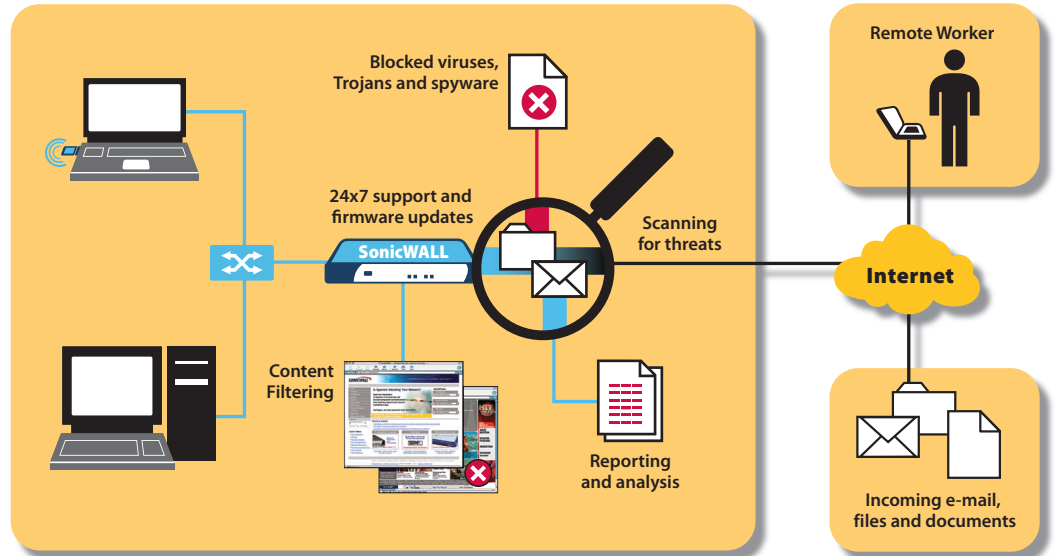 Blocked viruses,
Trojans and spyware
24x7 support and
firmware updates
SonicWALL
Scanning
for threats
Content
Filtering
Reporting
and analysis
Remote Worker
Internet
Incoming e-mail,
files and documents